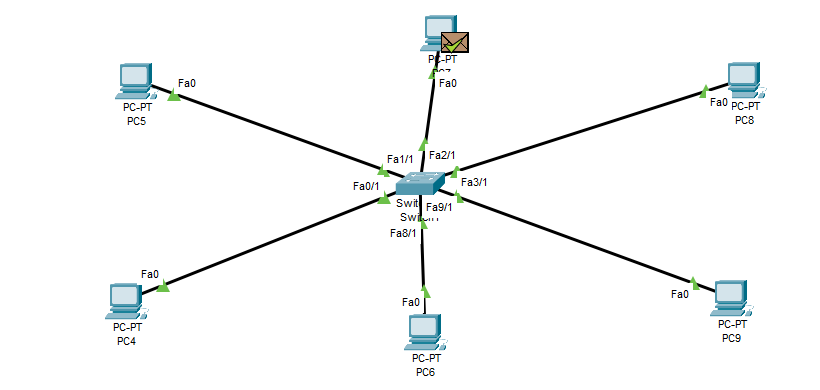 PC-PT
Fa0
PC-PT
PC5
Fa0
Fa0
PC-PT
PC8
Fa1/1
Fa2/1
Fa0/1
Fa3/1
Fa9/1
Fa8/1
Fa0
PC-PT
PC4
Fa0
PC-PT
PC6
Fa0
PC-PT
PC9